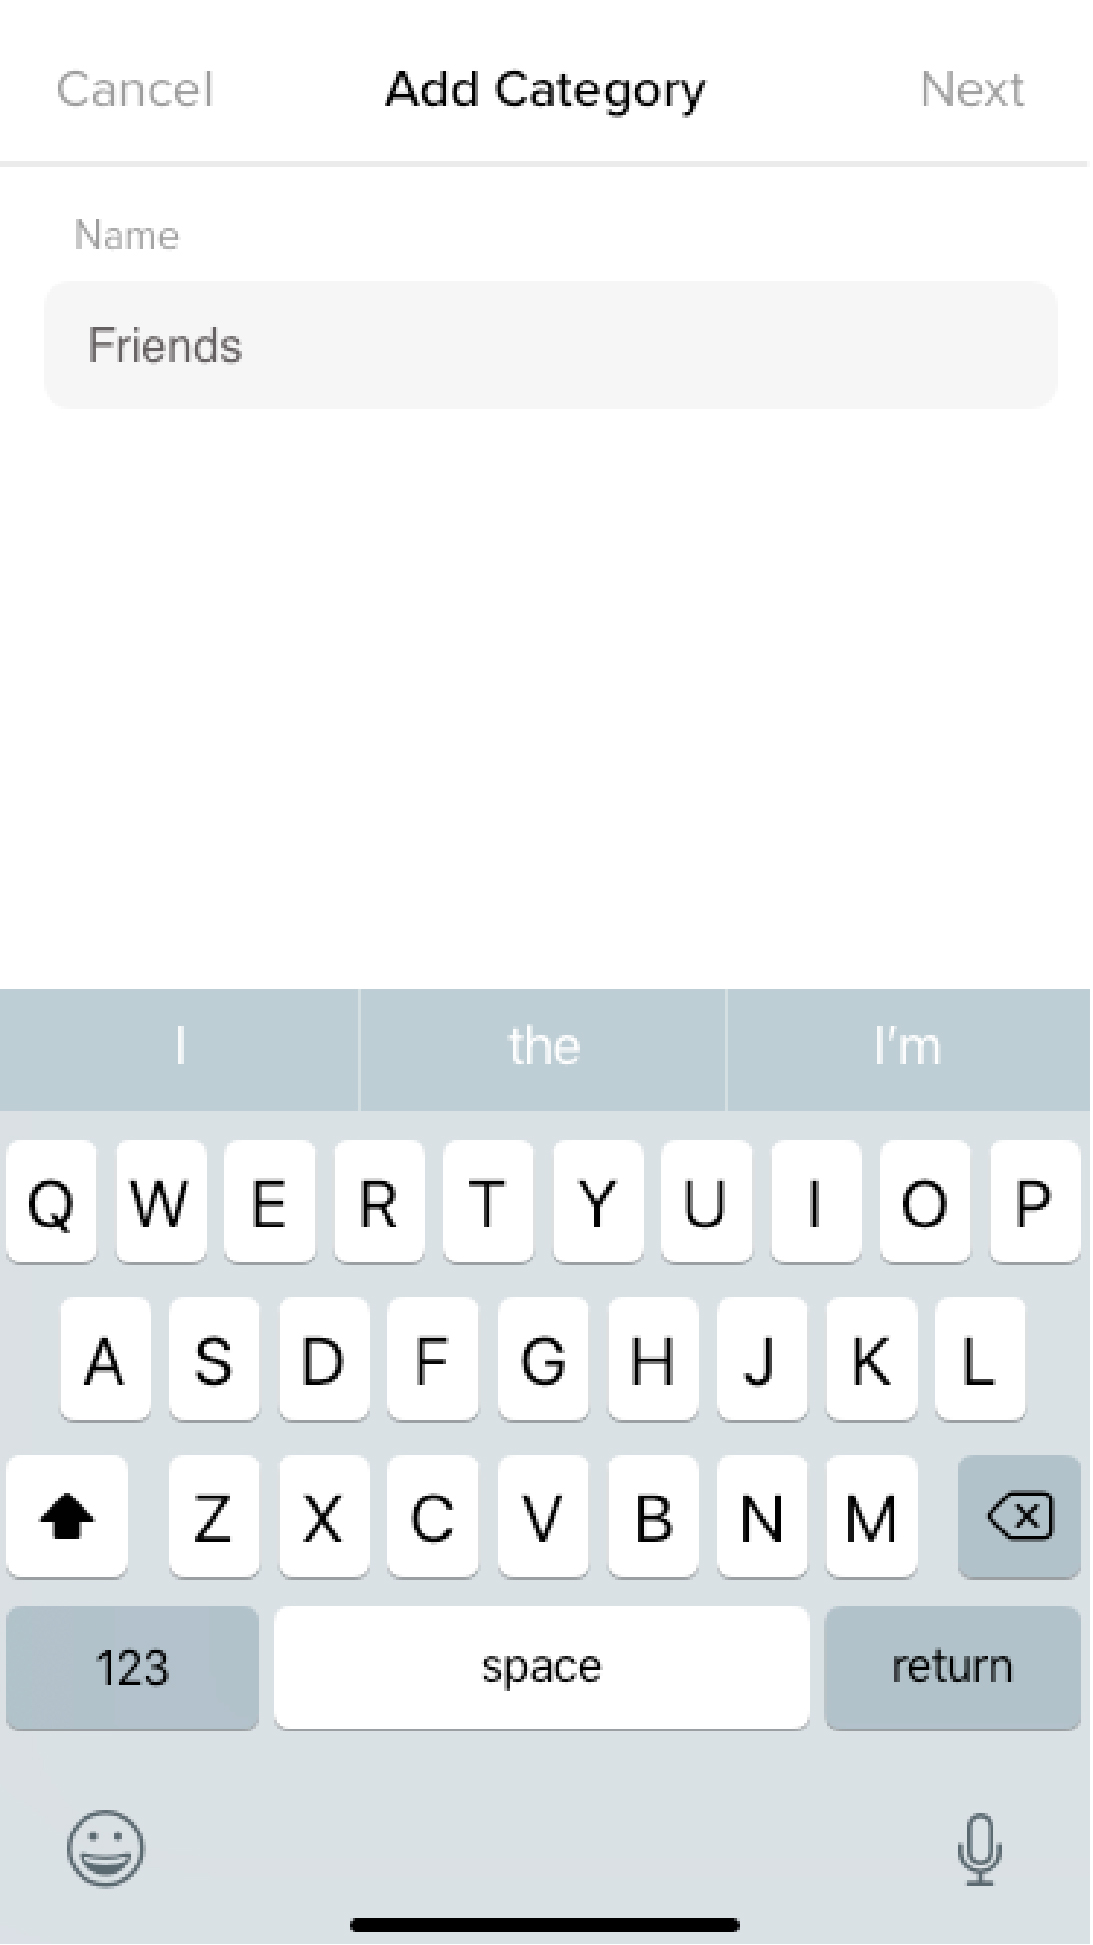 Cancel Add Category Next
Name
Friends
I the I'm
Q W E R T Y U I O P
A S D F G H J K L
Z X C V B N M
123 space return